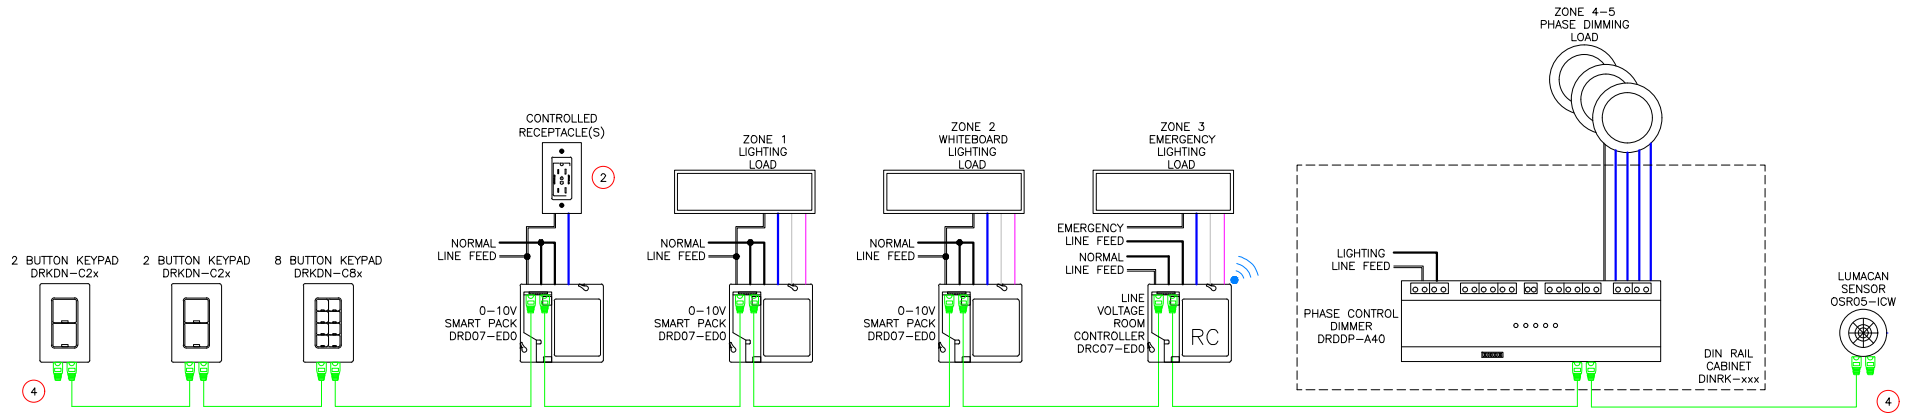 2 BUTTON KEYPAD
DRKDN-C2x
2 BUTTON KEYPAD
DRKDN-C2x
8 BUTTON KEYPAD
DRKDN-C8x
4
CONTROLLED
RECEPTACLE(S)
2
NORMAL
LINE FEED
0-10V
SMART PACK
DRD07-ED0
ZONE 1
LIGHTING
LOAD
NORMAL
LINE FEED
0-10V
SMART PACK
DRD07-ED0
ZONE 2
WHITEBOARD
LIGHTING
LOAD
NORMAL
LINE FEED
0-10V
SMART PACK
DRD07-ED0
ZONE 3
EMERGENCY
LIGHTING
LOAD
EMERGENCY
LINE FEED
NORMAL
LINE FEED
LINE
VOLTAGE
ROOM
CONTROLLER
DRC07-ED0
RC
ZONE 4-5
PHASE DIMMING
LOAD
LIGHTING
LINE FEED
PHASE CONTROL
DIMMER
DRDDP-A40
DIN RAIL
CABINET
DINRK-xxx
LUMACAN
SENSOR
OSR05-ICW
4